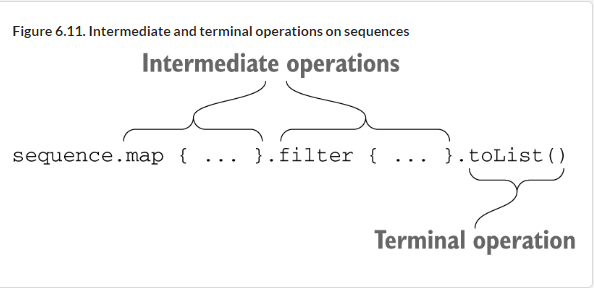 Figure 6.11. Intermediate and terminal operations on sequences
Intermediate operations
sequence.map { ... }.filter { ... }.toList()
Terminal operation